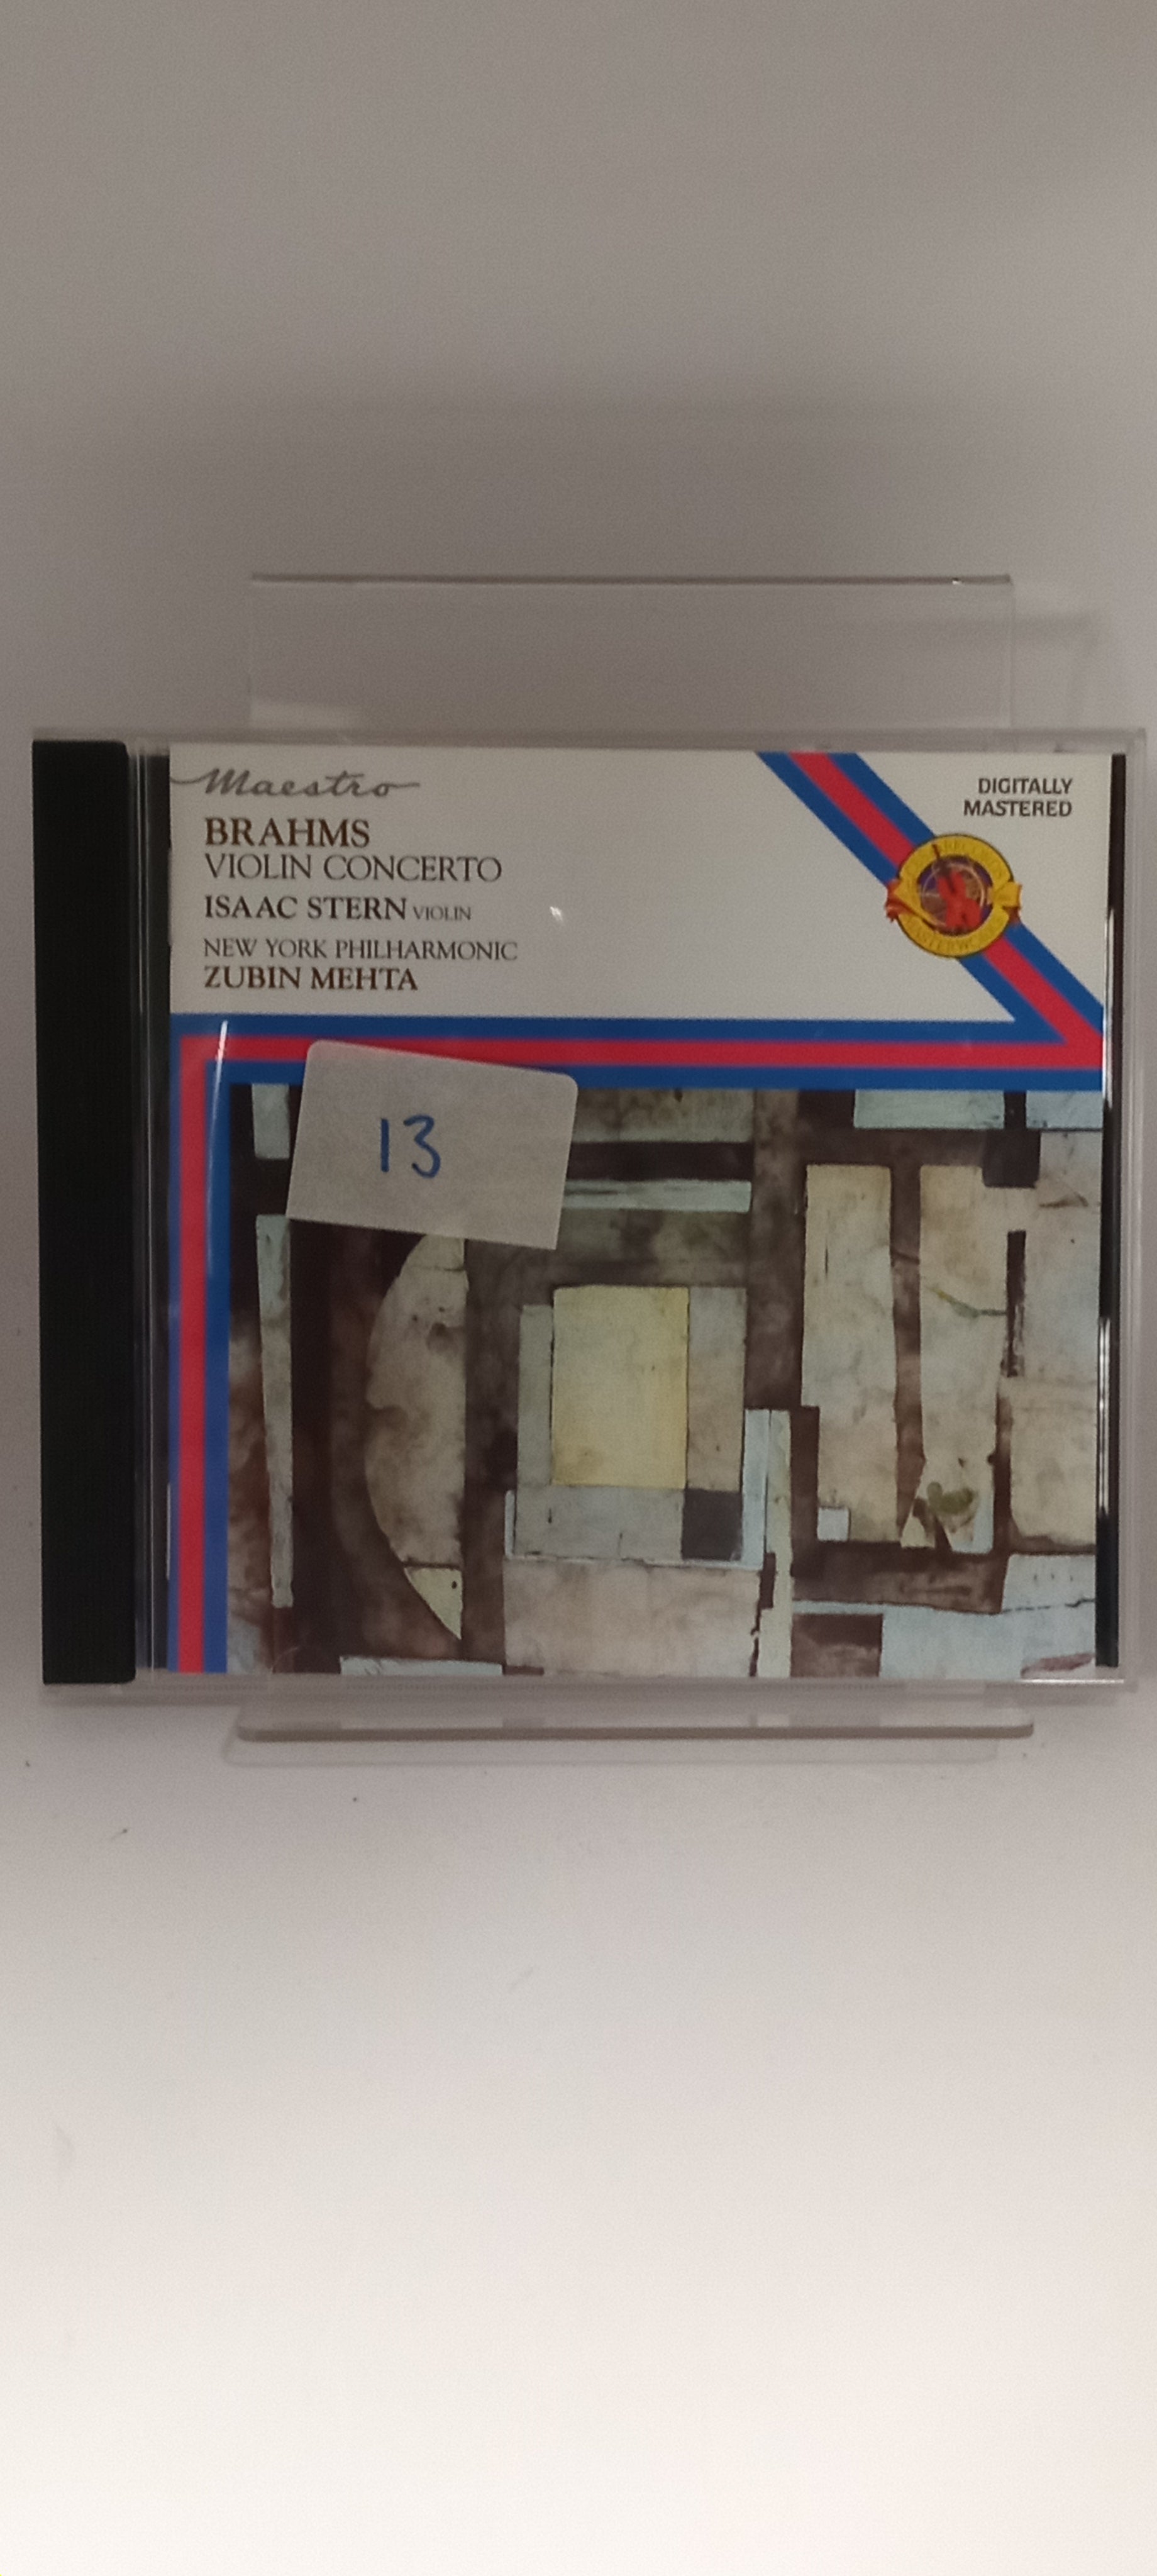 Maestro
BRAHMS
VIOLIN CONCERTO
ISAAC STERN VIOLIN
NEW YORK PHILHARMONIC
ZUBIN MEHTA
DIGITALLY
MASTERED
13